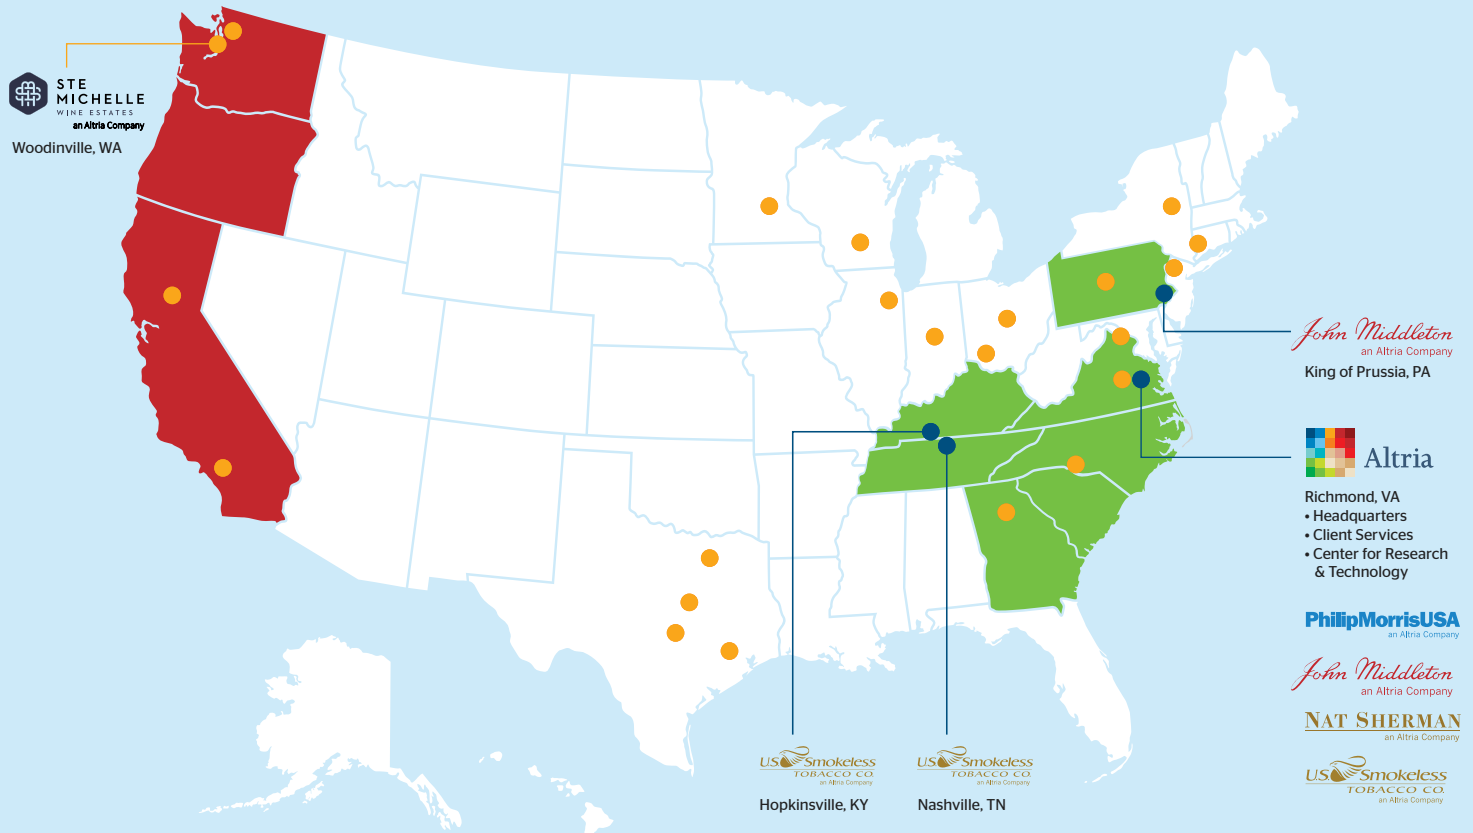 STE
MICHELLE
WINE ESTATES
an Altria Company
Woodinville, WA
John Middleton
an Altria Company
King of Prussia, PA
Altria
Richmond, VA
• Headquarters
• Client Services
• Center for Research
& Technology
PhilipMorrisUSA
an Altria Company
John Middleton
an Altria Company
NAT SHERMAN
an Altria Company
US Smokeless
TOBACCO CO.
an Altria Company
US Smokeless
TOBACCO CO.
an Altria Company
Hopkinsville, KY
US Smokeless
TOBACCO CO.
an Altria Company
Nashville, TN